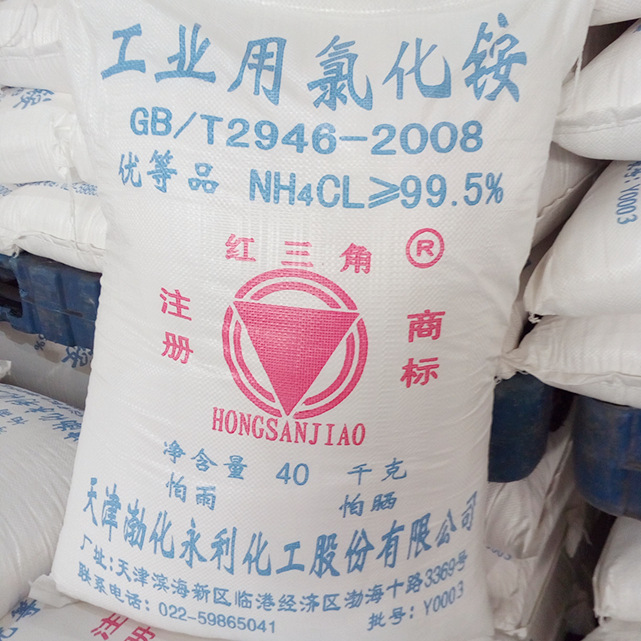 工业用氯化铵
GB/T2946-2008
优等品 NH₄CL≥99.5%
红三角 ®
注册 商标
HONGSANJIAO
净含量 40 千克
怕雨 怕晒
天津渤化永利化工股份有限公司
厂址:天津滨海新区临港经济区渤海十路3369号
联系电话:022-59865041 批号:Y0003
Y0003